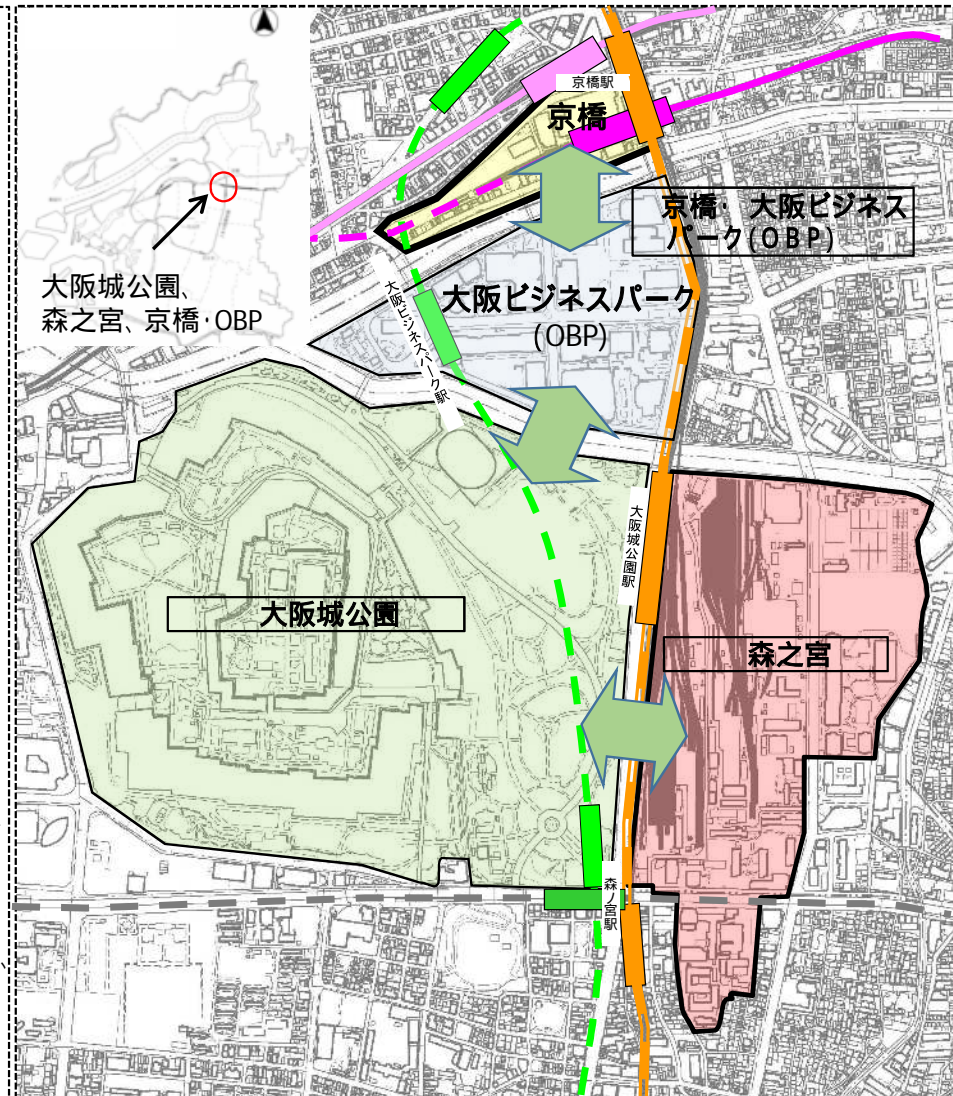 京橋駅
京橋
京橋・ 大阪ビジネス
パーク(OBP)
大阪城公園、
森之宮、京橋・OBP
大阪ビジネスパーク
(OBP)
大阪ビジネスパーク駅
大阪城公園駅
大阪城公園
森之宮
森ノ宮駅